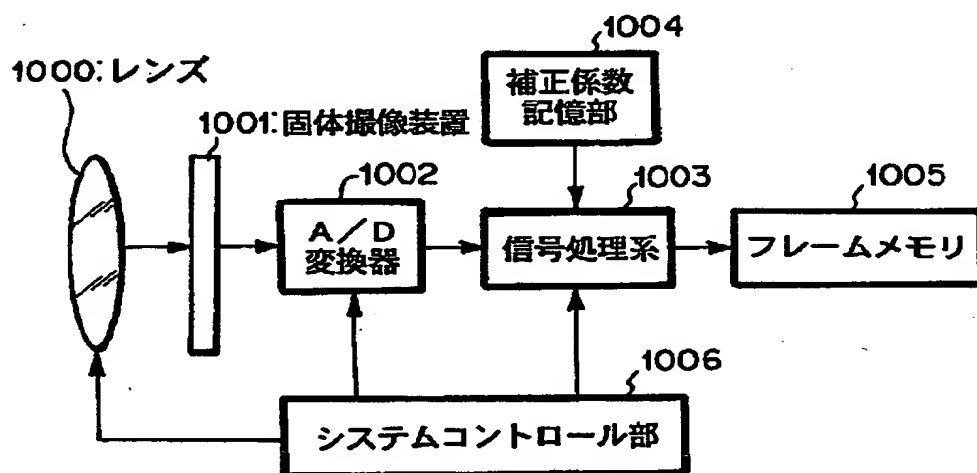 1000:レンズ
1001:固体撮像装置
1002
A/D
変換器
1004
補正係数
記憶部
1003
信号処理系
1005
フレームメモリ
1006
システムコントロール部